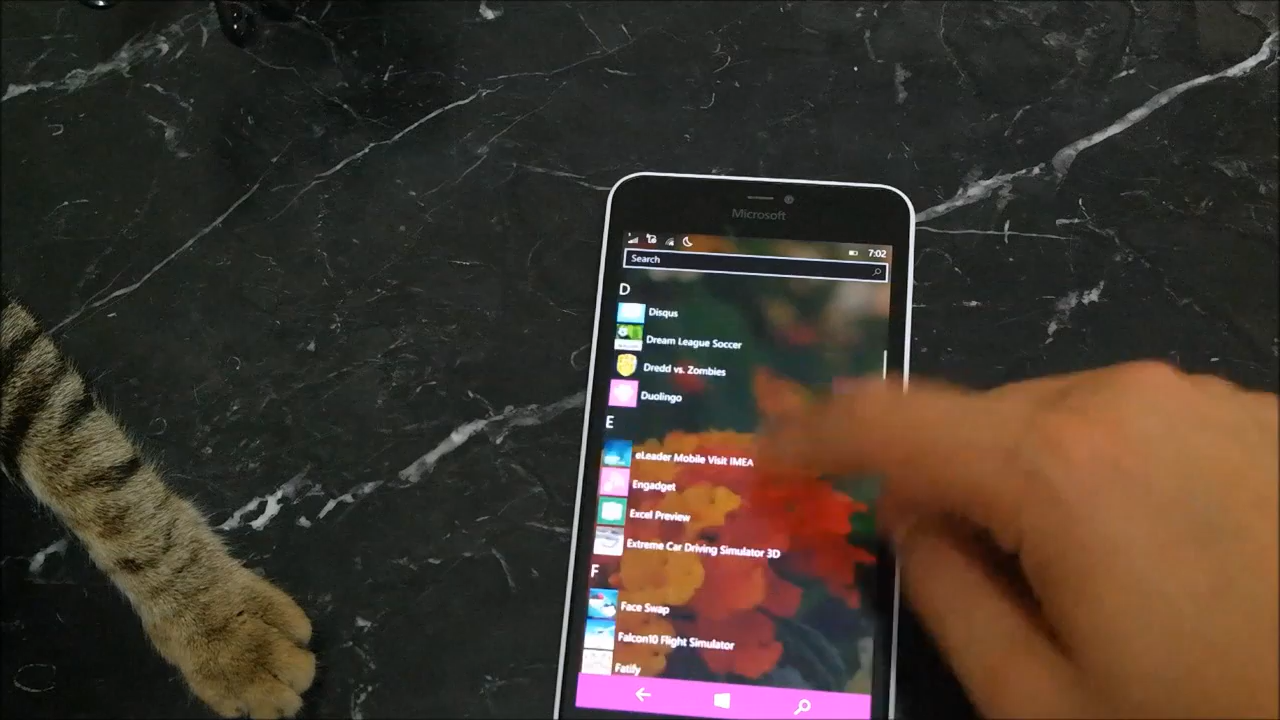 Microsoft
7:02
Search
D
Disqus
Dream League Soccer
Dredd vs. Zombies
Duolingo
E
eLeader Mobile Visit IMEA
Engadget
Excel Preview
Extreme Car Driving Simulator 3D
F
Face Swap
Falcon10 Flight Simulator
Fatify